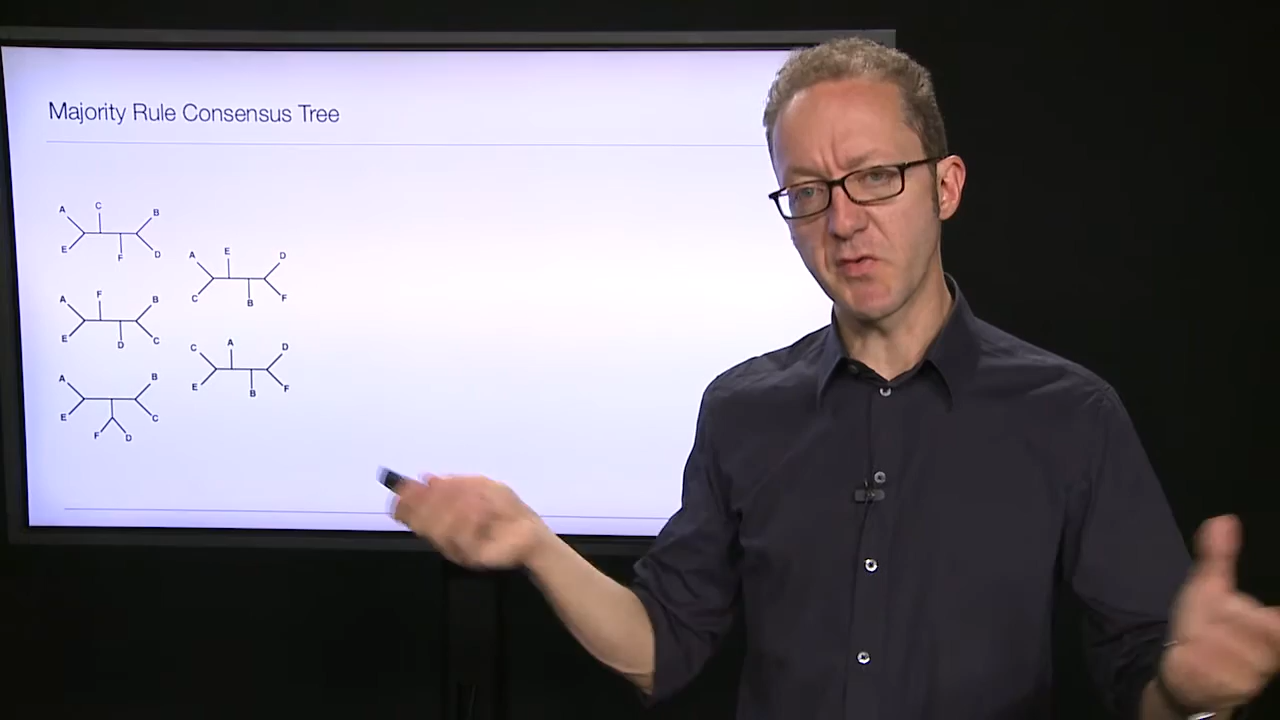 Majority Rule Consensus Tree
A C B
E F D
A E D
C B F
A F B
E D C
C A D
E B F
A B
E C
F D